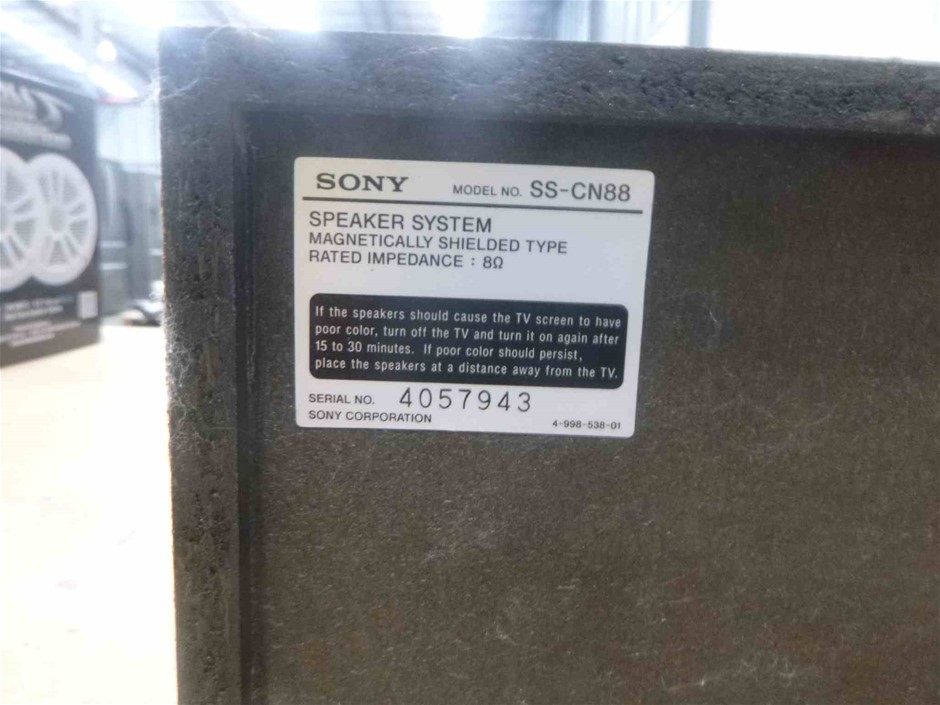 SONY MODEL NO. SS-CN88
SPEAKER SYSTEM
MAGNETICALLY SHIELDED TYPE
RATED IMPEDANCE : 8Ω
If the speakers should cause the TV screen to have
poor color, turn off the TV and turn it on again after
15 to 30 minutes. If poor color should persist,
place the speakers at a distance away from the TV.
SERIAL NO. 4057943
SONY CORPORATION 4-998-538-01